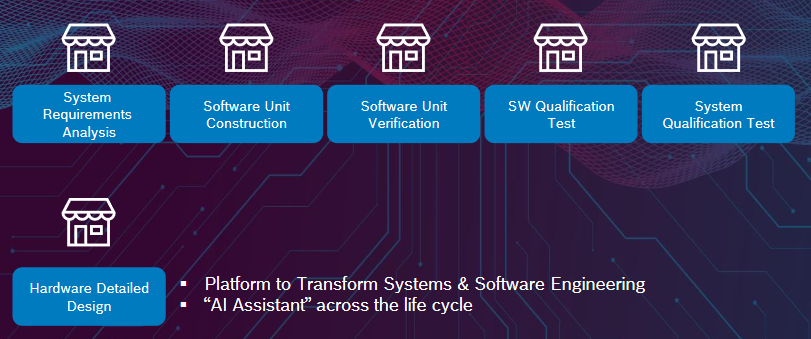 System
Requirements
Analysis
Software Unit
Construction
Software Unit
Verification
SW Qualification
Test
System
Qualification Test
Hardware Detailed
Design
▪ Platform to Transform Systems & Software Engineering
▪ “AI Assistant” across the life cycle